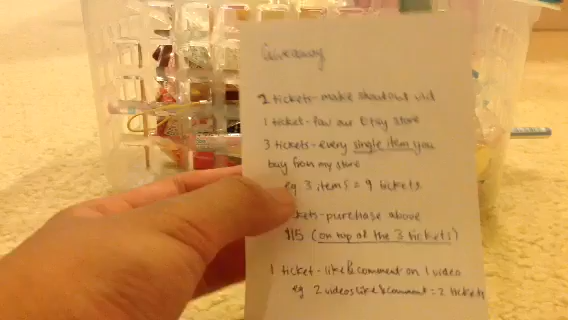 Giveaway
2 tickets - make shoutout vid
1 ticket - fav our Etsy store
3 tickets - every single item you
buy from my store
eg 3 items = 9 tickets
kets - purchase above
$15 (on top of the 3 tickets)
1 ticket - like & comment on 1 video
eg 2 videos like & comment = 2 tickets